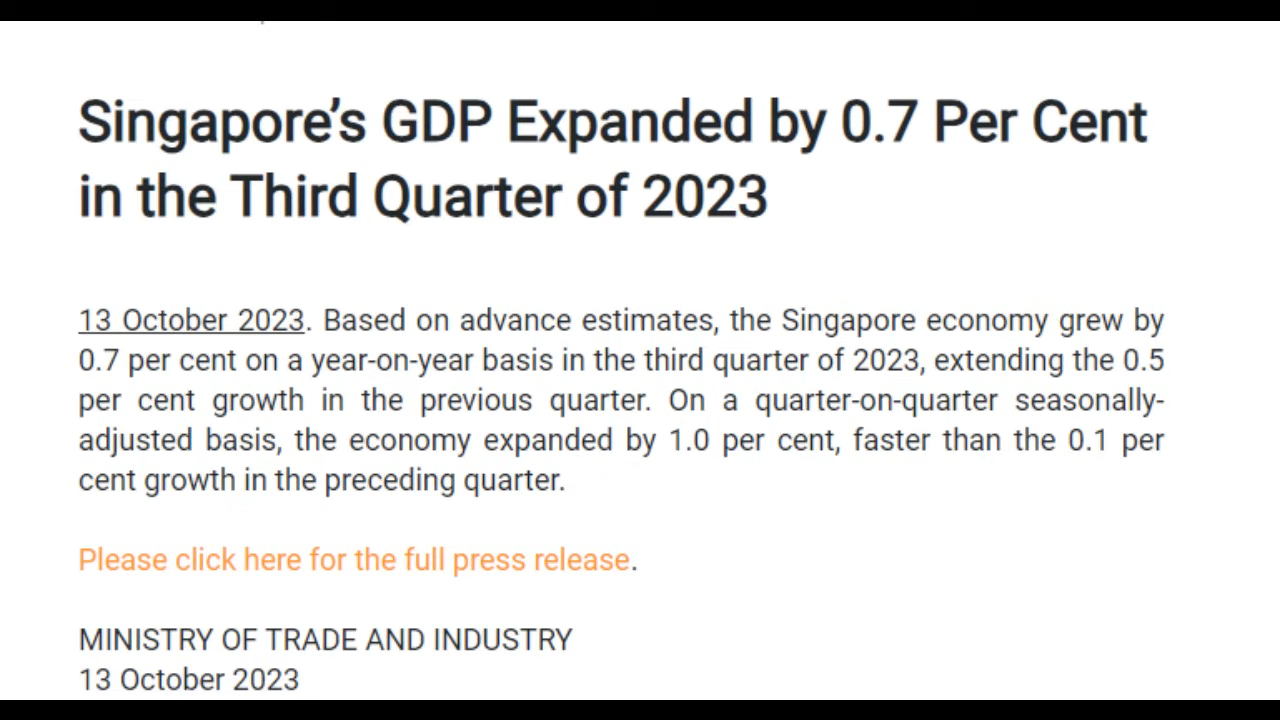 Singapore’s GDP Expanded by 0.7 Per Cent
in the Third Quarter of 2023
13 October 2023. Based on advance estimates, the Singapore economy grew by
0.7 per cent on a year-on-year basis in the third quarter of 2023, extending the 0.5
per cent growth in the previous quarter. On a quarter-on-quarter seasonally-
adjusted basis, the economy expanded by 1.0 per cent, faster than the 0.1 per
cent growth in the preceding quarter.
Please click here for the full press release.
MINISTRY OF TRADE AND INDUSTRY
13 October 2023